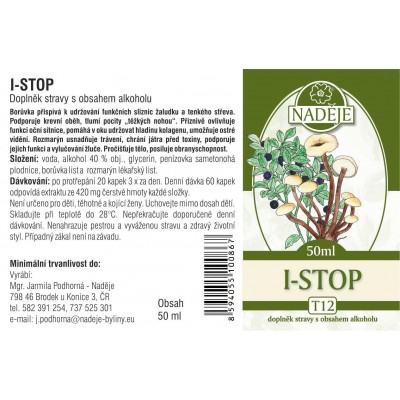 I-STOP
Doplněk stravy s obsahem alkoholu
Borůvka přispívá k udržování funkčních sliznic žaludku a tenkého střeva.
Podporuje krevní oběh, tlumí pocity „těžkých nohou“. Příznivě ovlivňuje
funkci oční sítnice, pomáhá v oku udržovat hladinu kolagenu, umožňuje ostré
vidění. Rozmarýn usnadňuje trávení, chrání játra před toxiny, podporuje
jejich funkci a vylučování žluče. Pročišťuje tělo, posiluje obranyschopnost.
Složení: voda, alkohol 40 % obj., glycerin, penízovka sametonohá
plodnice, borůvka list a rozmarýn lékařský list.
Dávkování: po protřepání 20 kapek 3 x za den. Denní dávka 60 kapek
odpovídá extraktu ze 420 mg čerstvé hmoty každé složky.
Není určeno pro děti, těhotné a kojící ženy. Uchovejte mimo dosah dětí.
Skladujte při teplotě do 28°C. Nepřekračujte doporučené denní
dávkování. Nenahrazuje pestrou a vyváženou stravu a zdravý životní
styl. Případný zákal není na závadu.
Minimální trvanlivost do:
Vyrábí:
Mgr. Jarmila Podhorná - Naděje
798 46 Brodek u Konice 3, ČR
tel.: 582 391 254, 737 525 301
e-mail: j.podhorna@nadeje-byliny.eu
Obsah
50 ml
8 594055 100867
NADĚJE
50ml
I-STOP
T12
doplněk stravy s obsahem alkoholu